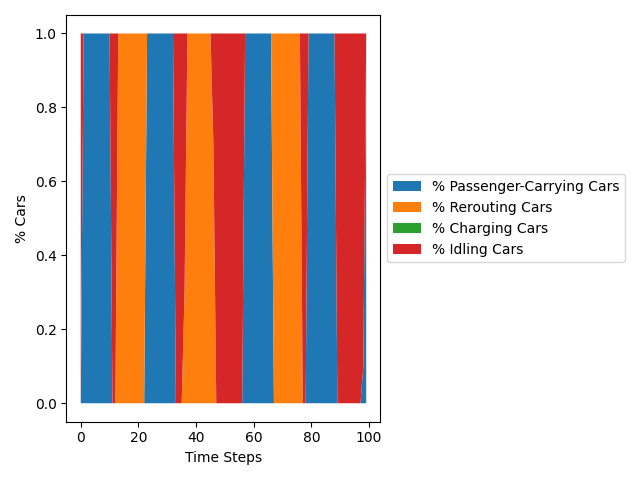 1.0
0.8
0.6
0.4
0.2
0.0
% Cars
0
20
40
60
80
100
Time Steps
% Passenger-Carrying Cars
% Rerouting Cars
% Charging Cars
% Idling Cars